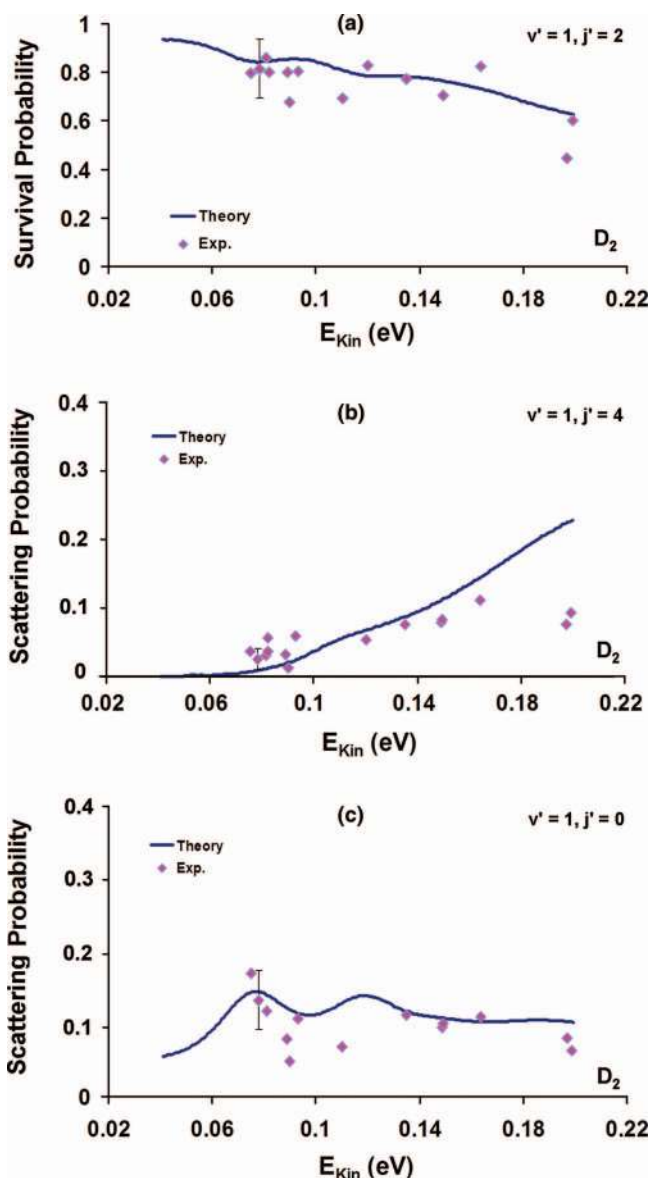 (a)
v' = 1, j' = 2
Survival Probability
1
0.8
0.6
0.4
0.2
0
Theory
Exp.
D2
0.02 0.06 0.1 0.14 0.18 0.22
EKin (eV)
(b)
v' = 1, j' = 4
Scattering Probability
0.4
0.3
0.2
0.1
0
Theory
Exp.
D2
0.02 0.06 0.1 0.14 0.18 0.22
EKin (eV)
(c)
v' = 1, j' = 0
Scattering Probability
0.4
0.3
0.2
0.1
0
Theory
Exp.
D2
0.02 0.06 0.1 0.14 0.18 0.22
EKin (eV)